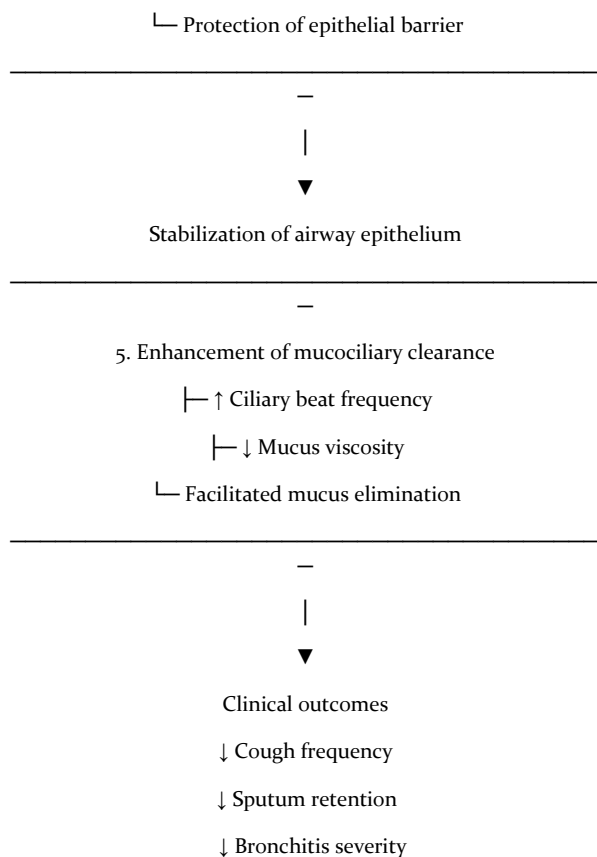 └─ Protection of epithelial barrier
─
│
▼
Stabilization of airway epithelium
─
5. Enhancement of mucociliary clearance
├─ ↑ Ciliary beat frequency
├─ ↓ Mucus viscosity
└─ Facilitated mucus elimination
─
│
▼
Clinical outcomes
↓ Cough frequency
↓ Sputum retention
↓ Bronchitis severity